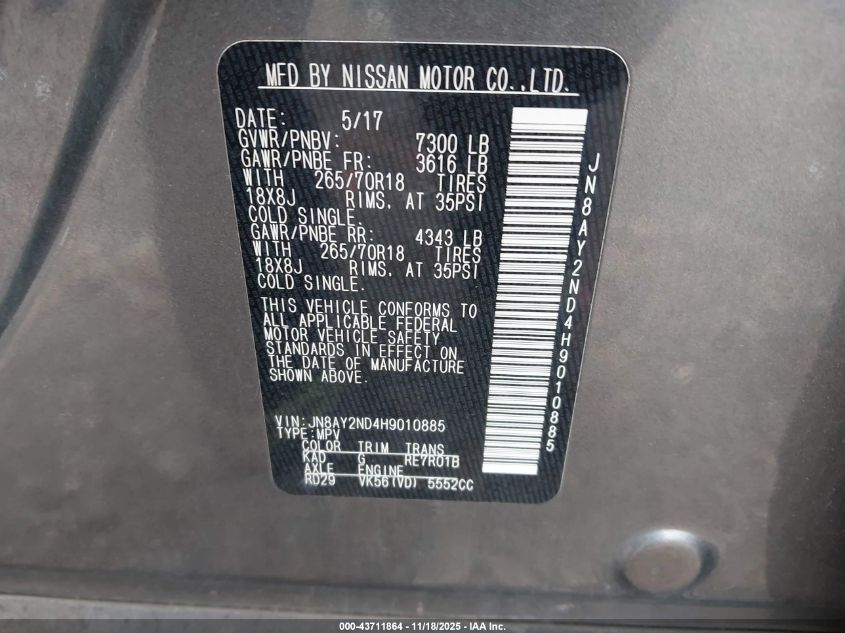 MFD BY NISSAN MOTOR CO.,LTD.
DATE: 5/17
GVWR/PNBV: 7300 LB
GAWR/PNBE FR: 3616 LB
WITH 265/70R18 TIRES
18X8J RIMS. AT 35PSI
COLD SINGLE.
GAWR/PNBE RR: 4343 LB
WITH 265/70R18 TIRES
18X8J RIMS. AT 35PSI
COLD SINGLE.
THIS VEHICLE CONFORMS TO
ALL APPLICABLE FEDERAL
MOTOR VEHICLE SAFETY
STANDARDS IN EFFECT ON
THE DATE OF MANUFACTURE
SHOWN ABOVE.
VIN:JN8AY2ND4H9010885
TYPE:MPV
COLOR TRIM TRANS
KAD G RE7R01B
AXLE ENGINE
RD29 VK56(VD) 5552CC
JN8AY2ND4H9010885
000-43711864 - 11/18/2025 - IAA Inc.